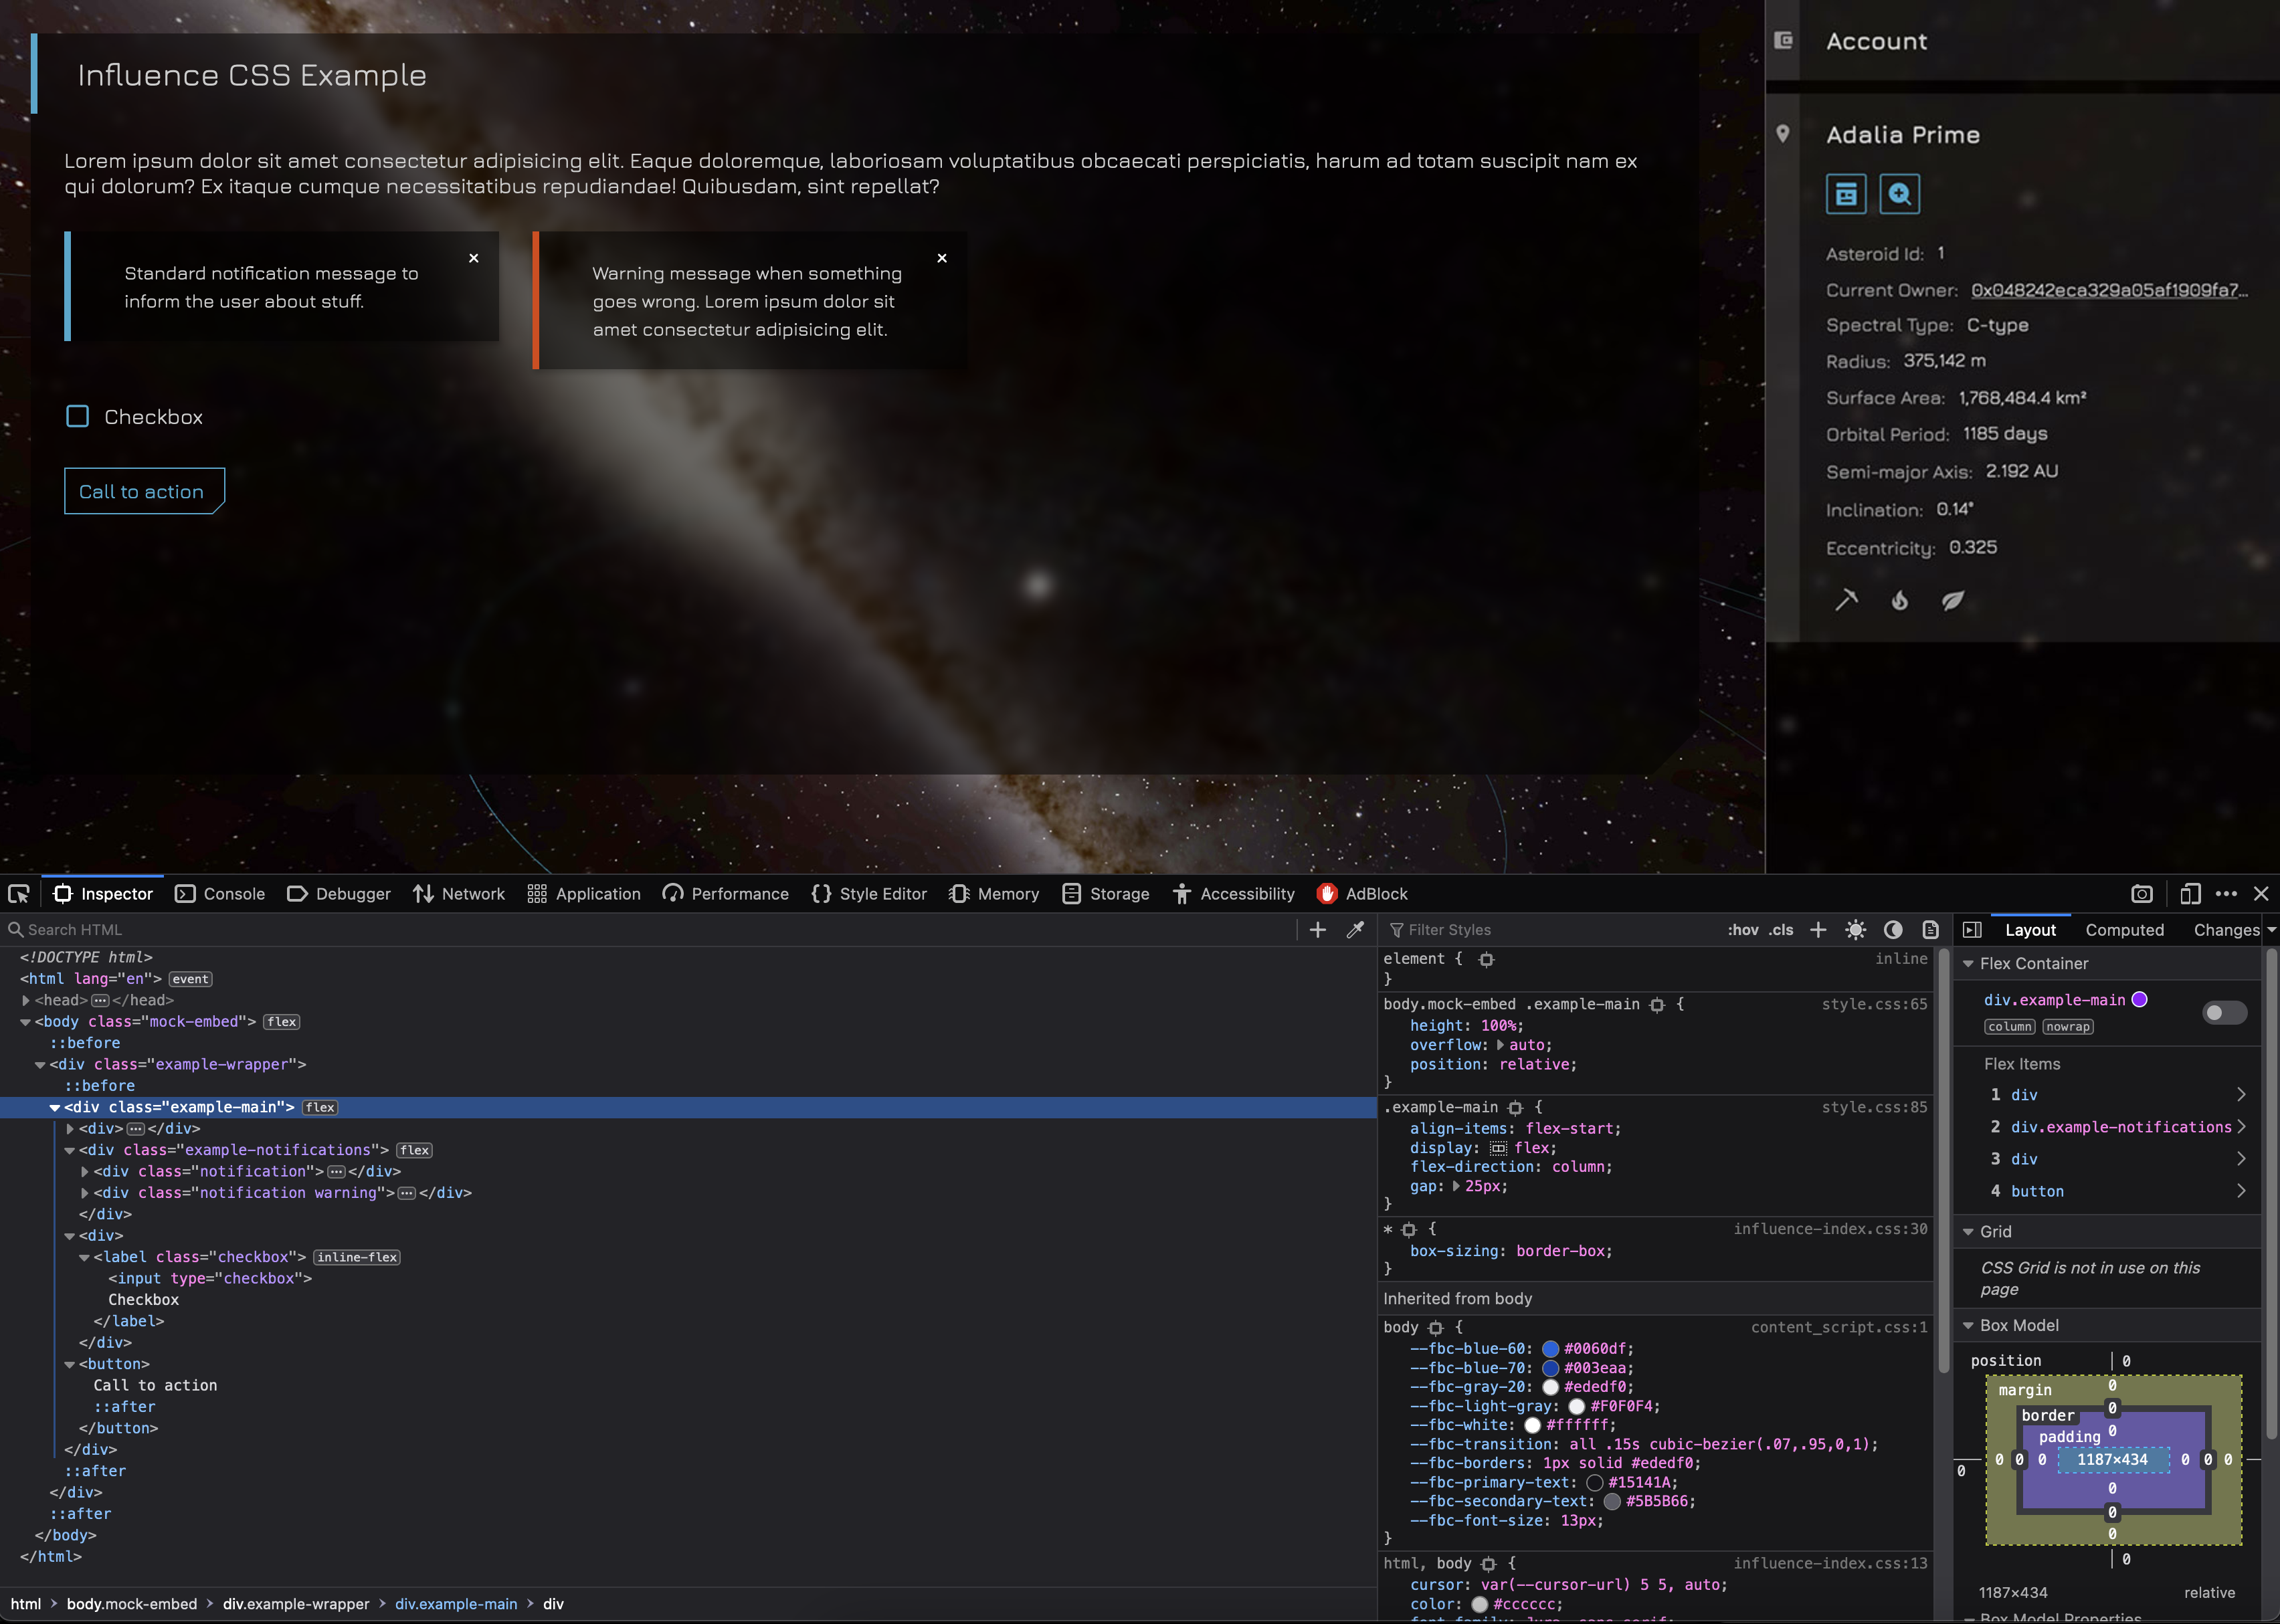 Influence CSS Example
Lorem ipsum dolor sit amet consectetur adipisicing elit. Eaque doloremque, laboriosam voluptatibus obcaecati perspiciatis, harum ad totam suscipit nam ex
qui dolorum? Ex itaque cumque necessitatibus repudiandae! Quibusdam, sint repellat?
Standard notification message to
inform the user about stuff.
Warning message when something
goes wrong. Lorem ipsum dolor sit
amet consectetur adipisicing elit.
Checkbox
Call to action
Account
Adalia Prime
Asteroid Id: 1
Current Owner: 0x048242eca329a05af1909fa7...
Spectral Type: C-type
Radius: 375,142 m
Surface Area: 1,768,484.4 km²
Orbital Period: 1185 days
Semi-major Axis: 2.192 AU
Inclination: 0.14°
Eccentricity: 0.325
Inspector Console Debugger Network Application Performance Style Editor Memory Storage Accessibility AdBlock
Search HTML
<!DOCTYPE html>
<html lang="en"> event
<head> ... </head>
<body class="mock-embed"> flex
::before
<div class="example-wrapper">
::before
<div class="example-main"> flex
<div> ... </div>
<div class="example-notifications"> flex
<div class="notification"> ... </div>
<div class="notification warning"> ... </div>
</div>
<div>
<label class="checkbox"> inline-flex
<input type="checkbox">
Checkbox
</label>
</div>
<button>
Call to action
::after
</button>
</div>
::after
</div>
::after
</body>
</html>
html > body.mock-embed > div.example-wrapper > div.example-main > div
Filter Styles :hov .cls +
element { inline
}
body.mock-embed .example-main { style.css:65
height: 100%;
overflow: auto;
position: relative;
}
.example-main { style.css:85
align-items: flex-start;
display: flex;
flex-direction: column;
gap: 25px;
}
* { influence-index.css:30
box-sizing: border-box;
}
Inherited from body
body { content_script.css:1
--fbc-blue-60: #0060df;
--fbc-blue-70: #003eaa;
--fbc-gray-20: #ededf0;
--fbc-light-gray: #F0F0F4;
--fbc-white: #ffffff;
--fbc-transition: all .15s cubic-bezier(.07,.95,0,1);
--fbc-borders: 1px solid #ededf0;
--fbc-primary-text: #15141A;
--fbc-secondary-text: #5B5B66;
--fbc-font-size: 13px;
}
html, body { influence-index.css:13
cursor: var(--cursor-url) 5 5, auto;
color: #cccccc;
font-family: Jura, sans-serif;
Layout Computed Changes
Flex Container
div.example-main
column nowrap
Flex Items
1 div
2 div.example-notifications
3 div
4 button
Grid
CSS Grid is not in use on this
page
Box Model
position 0
margin 0
border 0
padding 0
0 0 0 0 1187×434 0 0 0
0
0
0
0
1187×434 relative
Box Model Properties